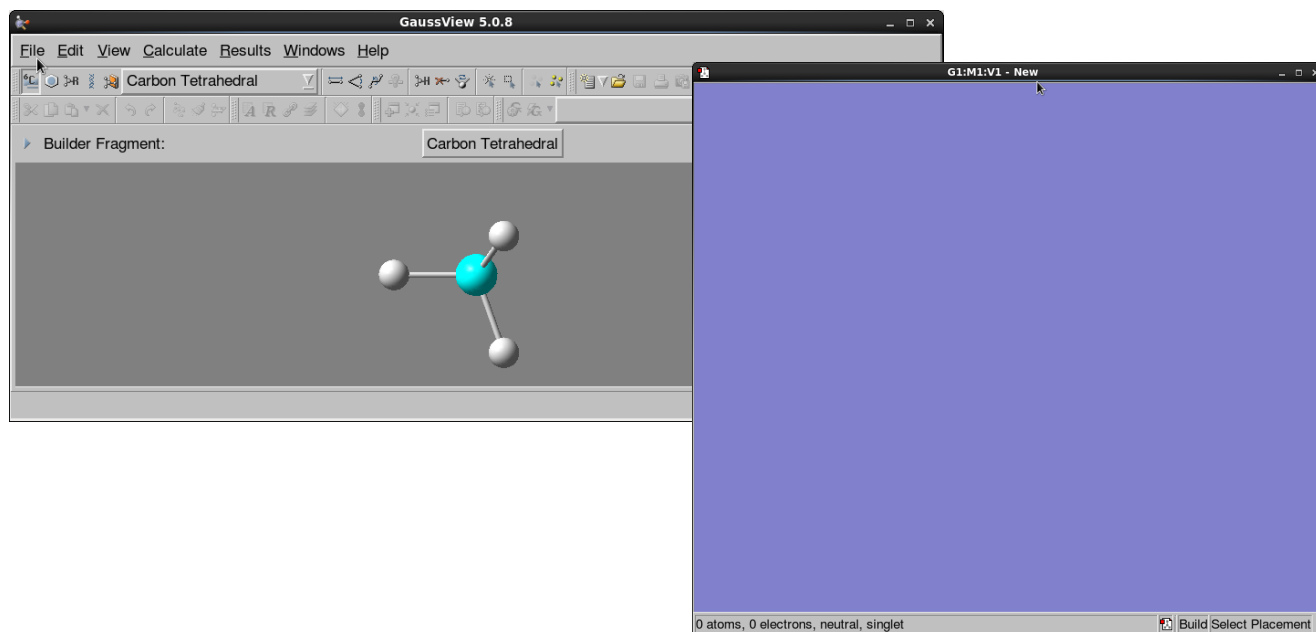 GaussView 5.0.8
File Edit View Calculate Results Windows Help
Carbon Tetrahedral
Builder Fragment:
Carbon Tetrahedral
G1:M1:V1 - New
0 atoms, 0 electrons, neutral, singlet
Build Select Placement